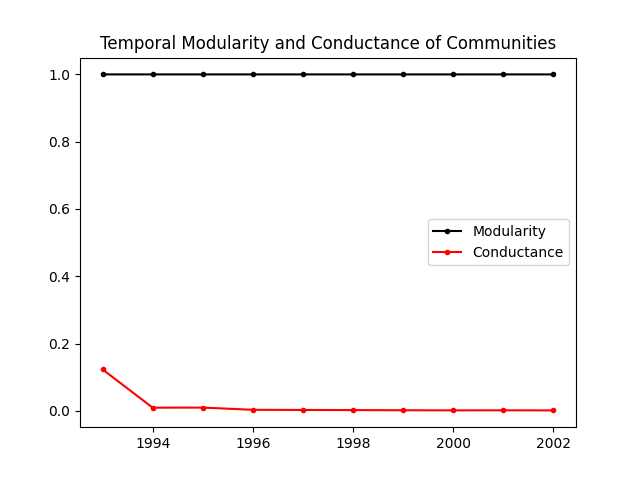 Temporal Modularity and Conductance of Communities
1.0
0.8
0.6
0.4
0.2
0.0
Modularity
Conductance
1994 1996 1998 2000 2002